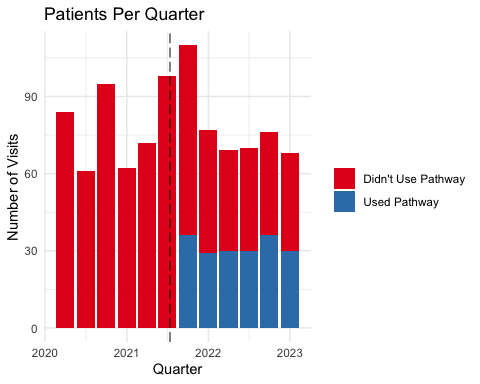 Patients Per Quarter
Number of Visits
90
60
30
0
2020
2021
2022
2023
Quarter
Didn't Use Pathway
Used Pathway